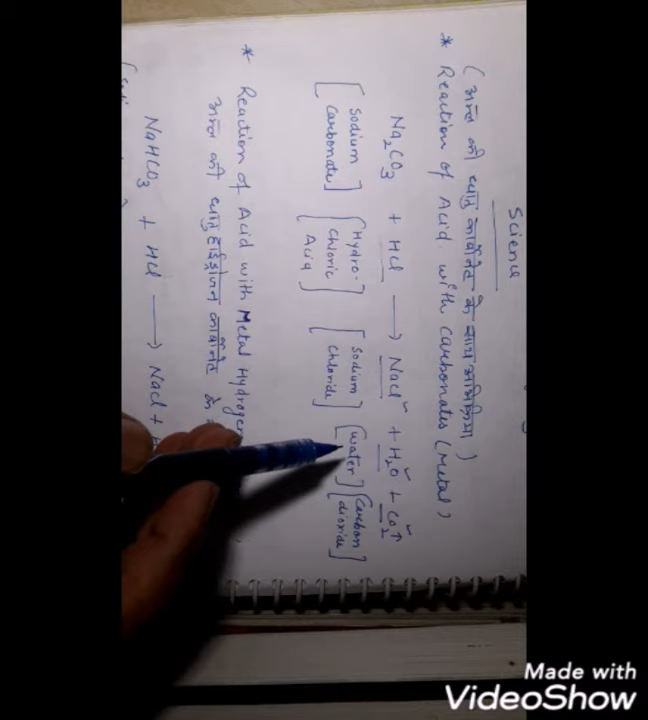 Science
( अम्ल की धातु कार्बोनेट के साथ अभिक्रिया )
* Reaction of Acid with carbonates (Metal)
Na2CO3 + HCl ⟶ NaCl + H2O + CO2↑
[Sodium Carbonate] [Hydro-Chloric Acid] [Sodium Chloride] [water] [Carbon dioxide]
* Reaction of Acid with Metal Hydrogen
अम्ल की धातु हाईड्रोजन कार्बोनेट के
NaHCO3 + HCl ⟶ NaCl +
Made with
VideoShow